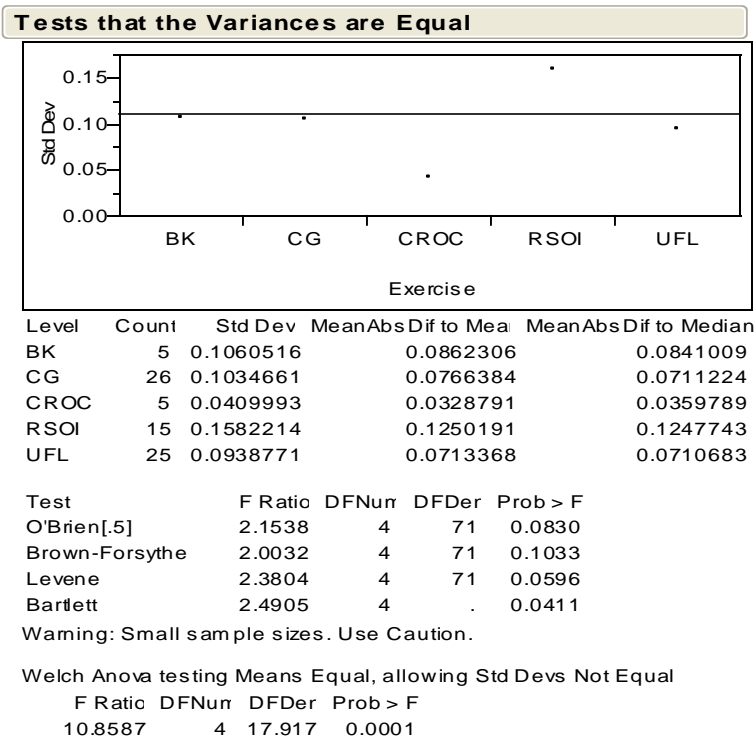 Tests that the Variances are Equal
0.15
0.10
0.05
0.00
Std Dev
BK CG CROC RSOI UFL
Exercise
Level Count Std Dev MeanAbsDif to Mea MeanAbsDif to Median
BK 5 0.1060516 0.0862306 0.0841009
CG 26 0.1034661 0.0766384 0.0711224
CROC 5 0.0409993 0.0328791 0.0359789
RSOI 15 0.1582214 0.1250191 0.1247743
UFL 25 0.0938771 0.0713368 0.0710683
Test F Ratio DFNum DFDen Prob > F
O'Brien[.5] 2.1538 4 71 0.0830
Brown-Forsythe 2.0032 4 71 0.1033
Levene 2.3804 4 71 0.0596
Bartlett 2.4905 4 . 0.0411
Warning: Small sample sizes. Use Caution.
Welch Anova testing Means Equal, allowing Std Devs Not Equal
F Ratio DFNum DFDen Prob > F
10.8587 4 17.917 0.0001